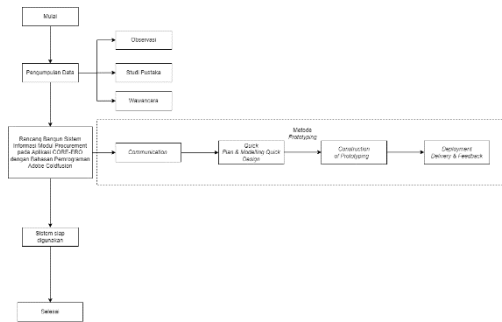 Mulai
Pengumpulan Data
Observasi
Studi Pustaka
Wawancara
Rancang Bangun Sistem
Informasi Modul Procurement
pada Aplikasi CORE-ERO
dengan Bahasan Pemrograman
Adobe Coldfusion
Metode
Prototyping
Communication
Quick
Plan & Modelling Quick
Design
Construction
of Prototyping
Deployment
Delivery & Feedback
Sistem siap
digunakan
Selesai